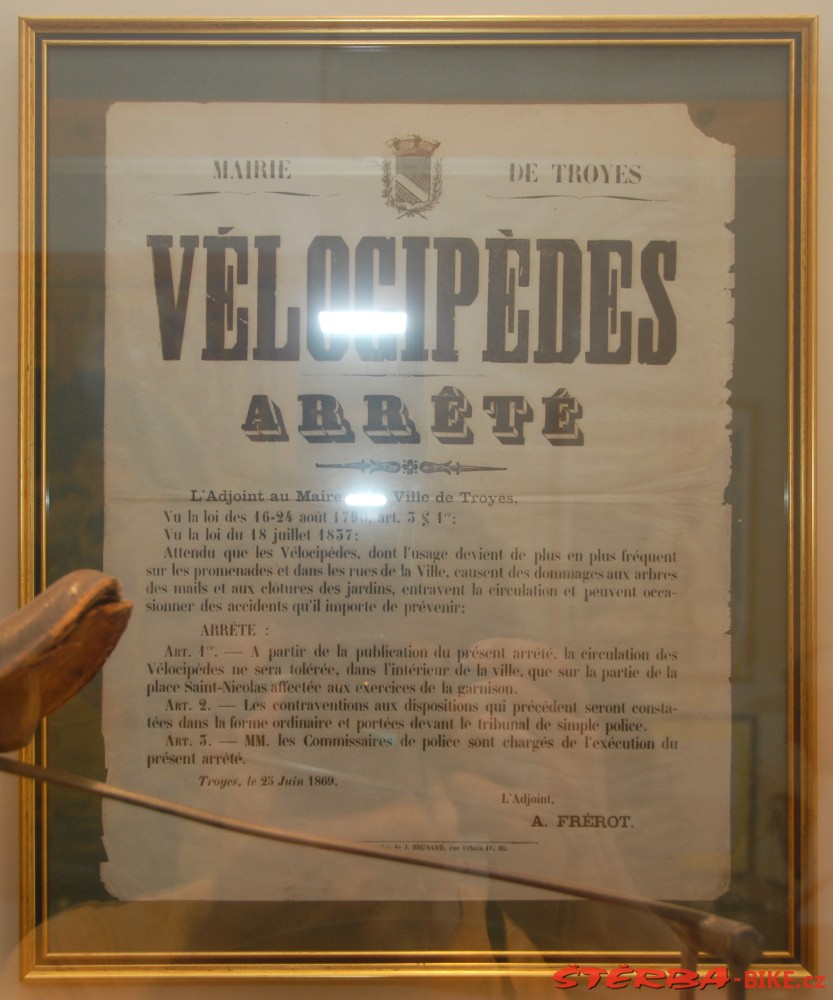 MAIRIE DE TROYES
VÉLOCIPÈDES
ARRÊTÉ
L'Adjoint au Maire Ville de Troyes,
Vu la loi des 16-24 août 1790, art. 3 § 1er;
Vu la loi du 18 juillet 1837;
Attendu que les Vélocipédes, dont l'usage devient de plus en plus fréquent
sur les promenades et dans les rues de la Ville, causent des dommages aux arbres
des mails et aux clôtures des jardins, entravent la circulation et peuvent occa-
sionner des accidents qu'il importe de prévenir;
ARRÊTE :
ART. 1er. — A partir de la publication du présent arrêté, la circulation des
Vélocipèdes ne sera tolérée, dans l'intérieur de la ville, que sur la partie de la
place Saint-Nicolas affectée aux exercices de la garnison.
ART. 2. — Les contraventions aux dispositions qui précèdent seront consta-
tées dans la forme ordinaire et portées devant le tribunal de simple police.
ART. 3. — MM. les Commissaires de police sont chargés de l'exécution du
présent arrêté.
Troyes, le 25 Juin 1869.
L'Adjoint,
A. FRÉROT.
de J. BRUNARD, rue Urbain IV, 85.
ŠTĚRBA-BIKE.cz